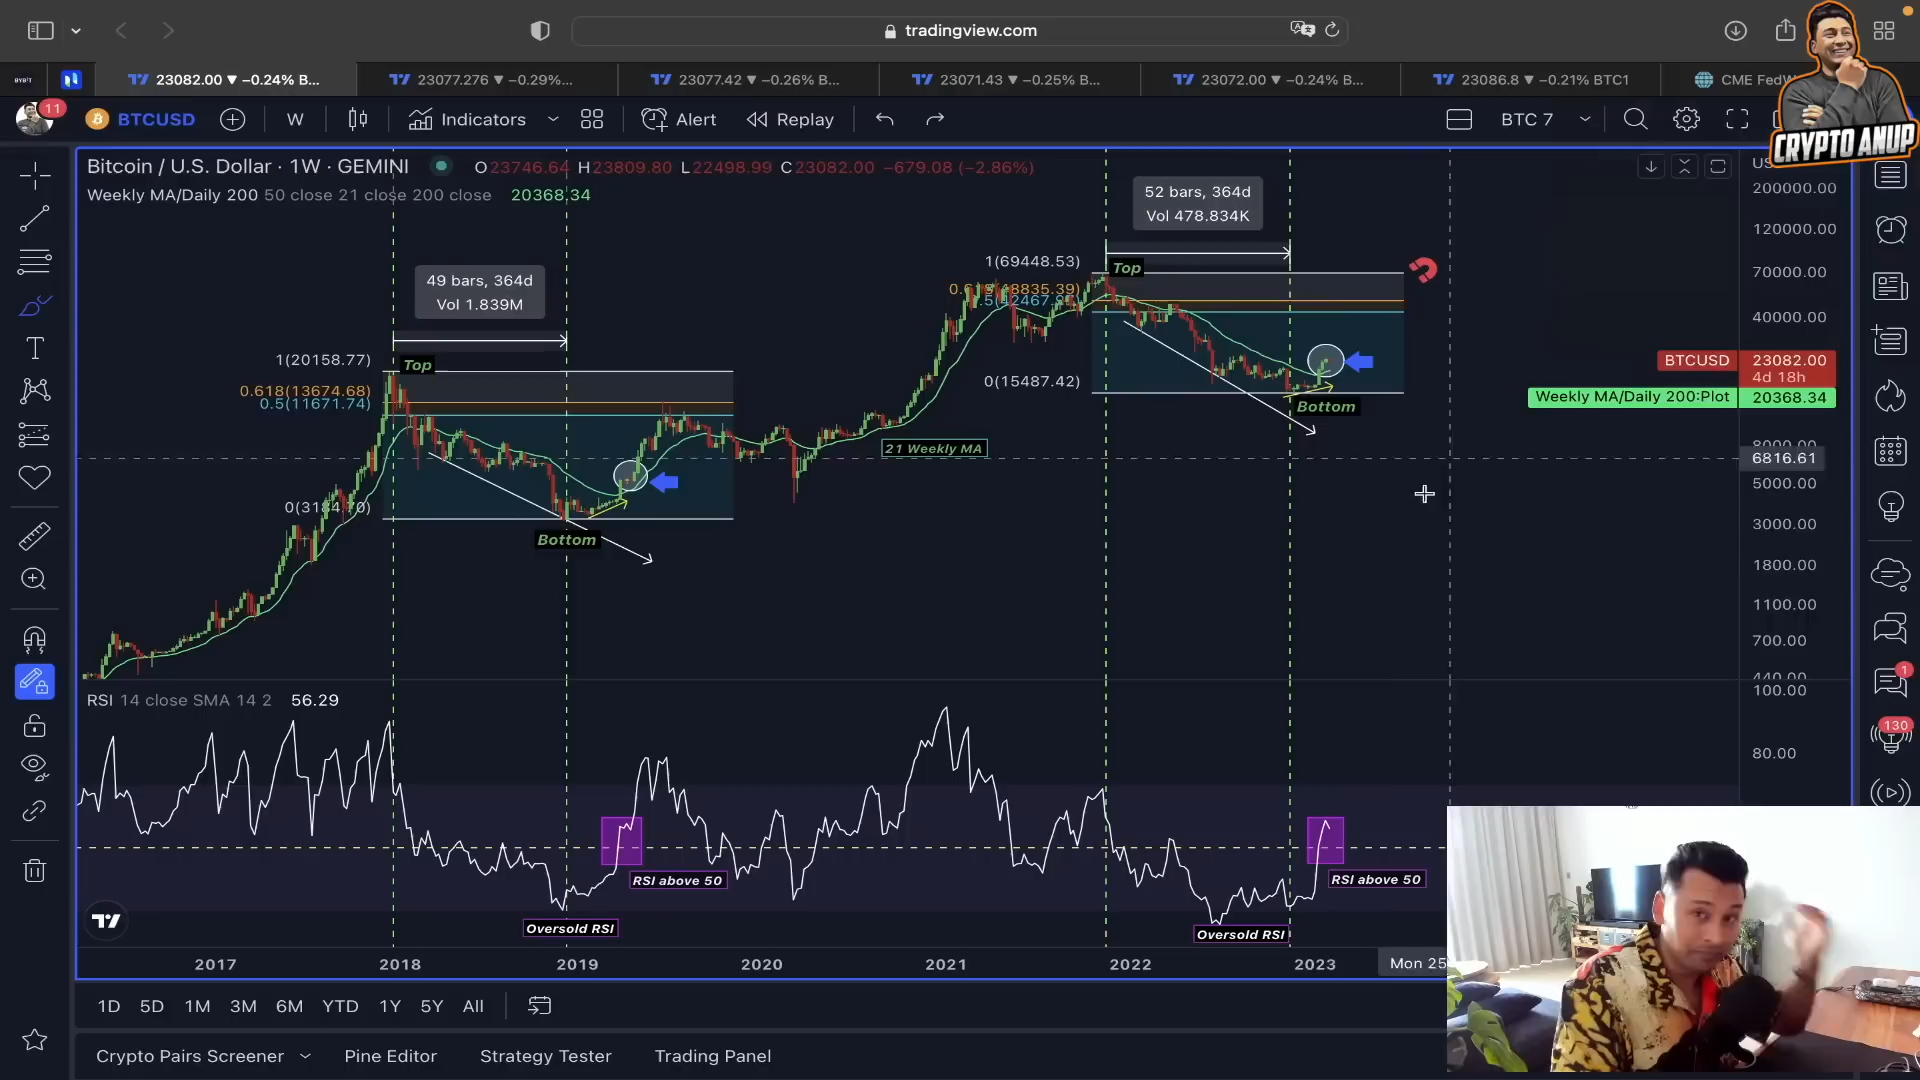 tradingview.com
BYBIT
23082.00 ▼ −0.24% B...
23077.276 ▼ −0.29%...
23077.42 ▼ −0.26% B...
23071.43 ▼ −0.25% B...
23072.00 ▼ −0.24% B...
23086.8 ▼ −0.21% BTC1
CME FedW
CRYPTO ANUP
11
BTCUSD
W
Indicators
Alert
Replay
BTC 7
Bitcoin / U.S. Dollar · 1W · GEMINI
O23746.64 H23809.80 L22498.99 C23082.00 −679.08 (−2.86%)
Weekly MA/Daily 200 50 close 21 close 200 close 20368.34
52 bars, 364d
Vol 478.834K
200000.00
120000.00
1(69448.53)
Top
70000.00
49 bars, 364d
Vol 1.839M
40000.00
1(20158.77)
Top
BTCUSD
23082.00
4d 18h
0(15487.42)
0.618(13674.68)
0.5(11671.74)
Weekly MA/Daily 200:Plot
20368.34
Bottom
21 Weekly MA
6816.61
5000.00
0(3184.70)
3000.00
Bottom
1800.00
1100.00
700.00
RSI 14 close SMA 14 2 56.29
100.00
1
130
80.00
RSI above 50
RSI above 50
Oversold RSI
Oversold RSI
2017
2018
2019
2020
2021
2022
2023
Mon 25
1D
5D
1M
3M
6M
YTD
1Y
5Y
All
Crypto Pairs Screener
Pine Editor
Strategy Tester
Trading Panel